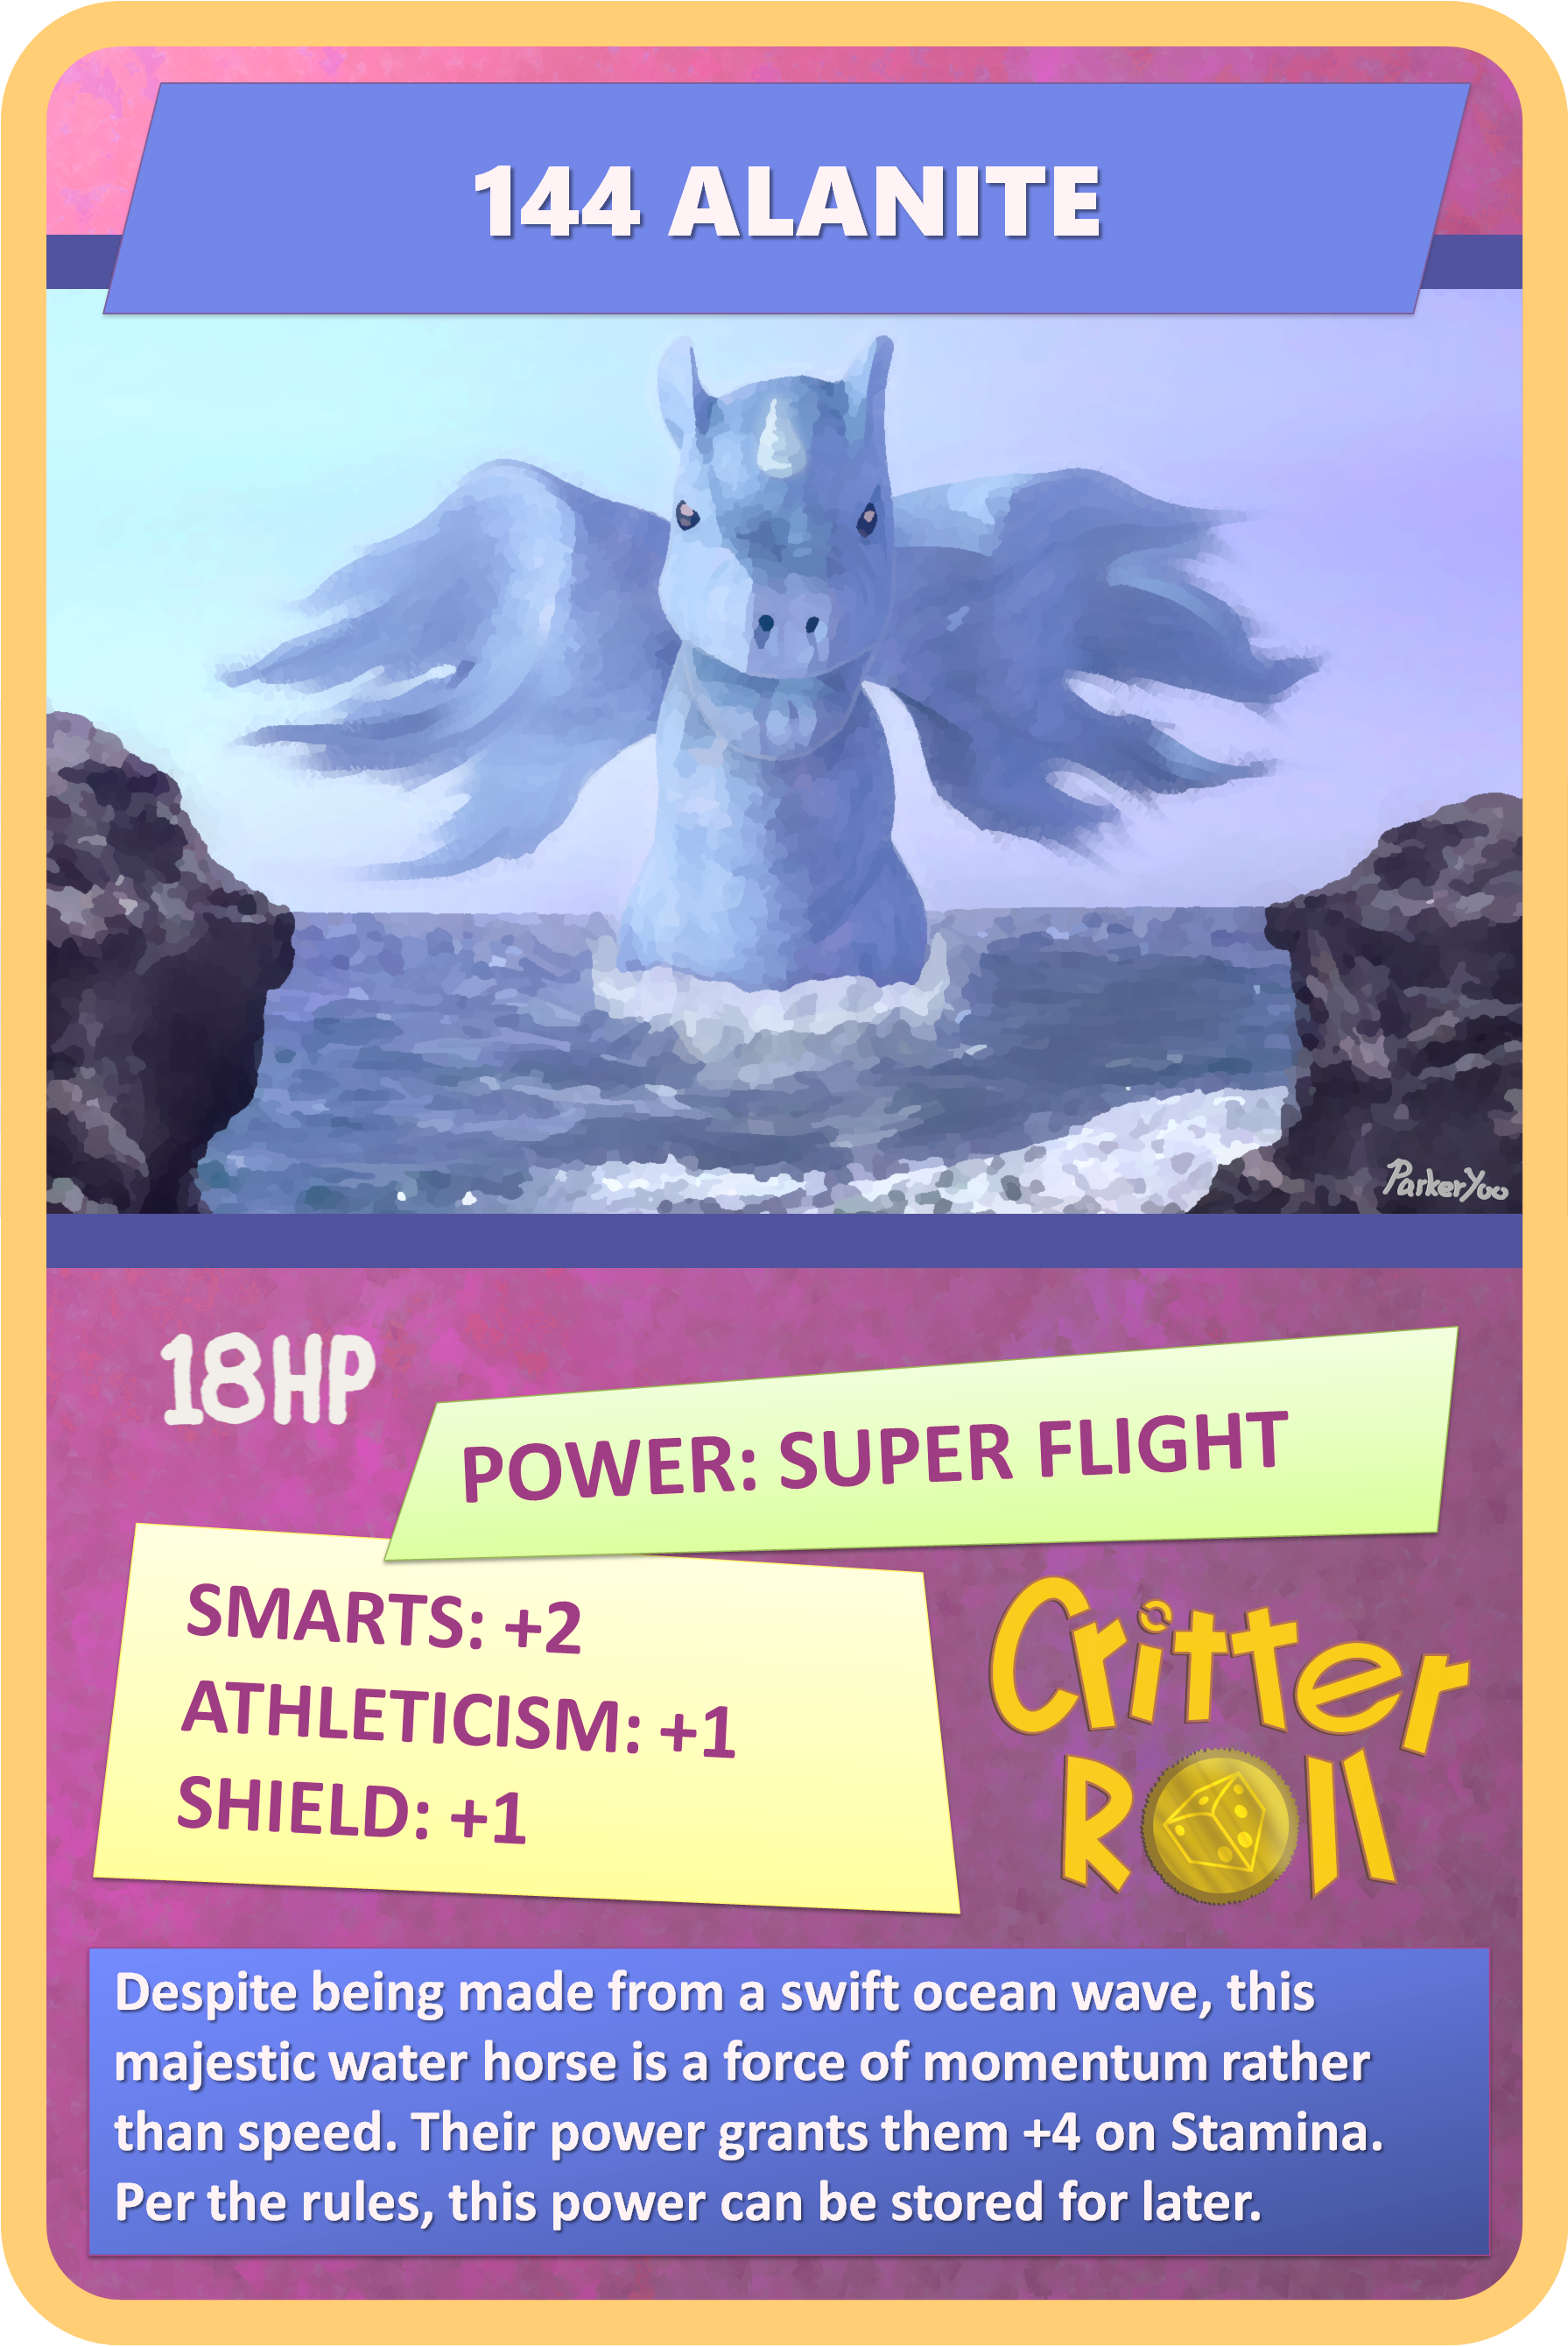 144 ALANITE
ParkerYoo
18HP
POWER: SUPER FLIGHT
SMARTS: +2
ATHLETICISM: +1
SHIELD: +1
Critter
Roll
Despite being made from a swift ocean wave, this
majestic water horse is a force of momentum rather
than speed. Their power grants them +4 on Stamina.
Per the rules, this power can be stored for later.